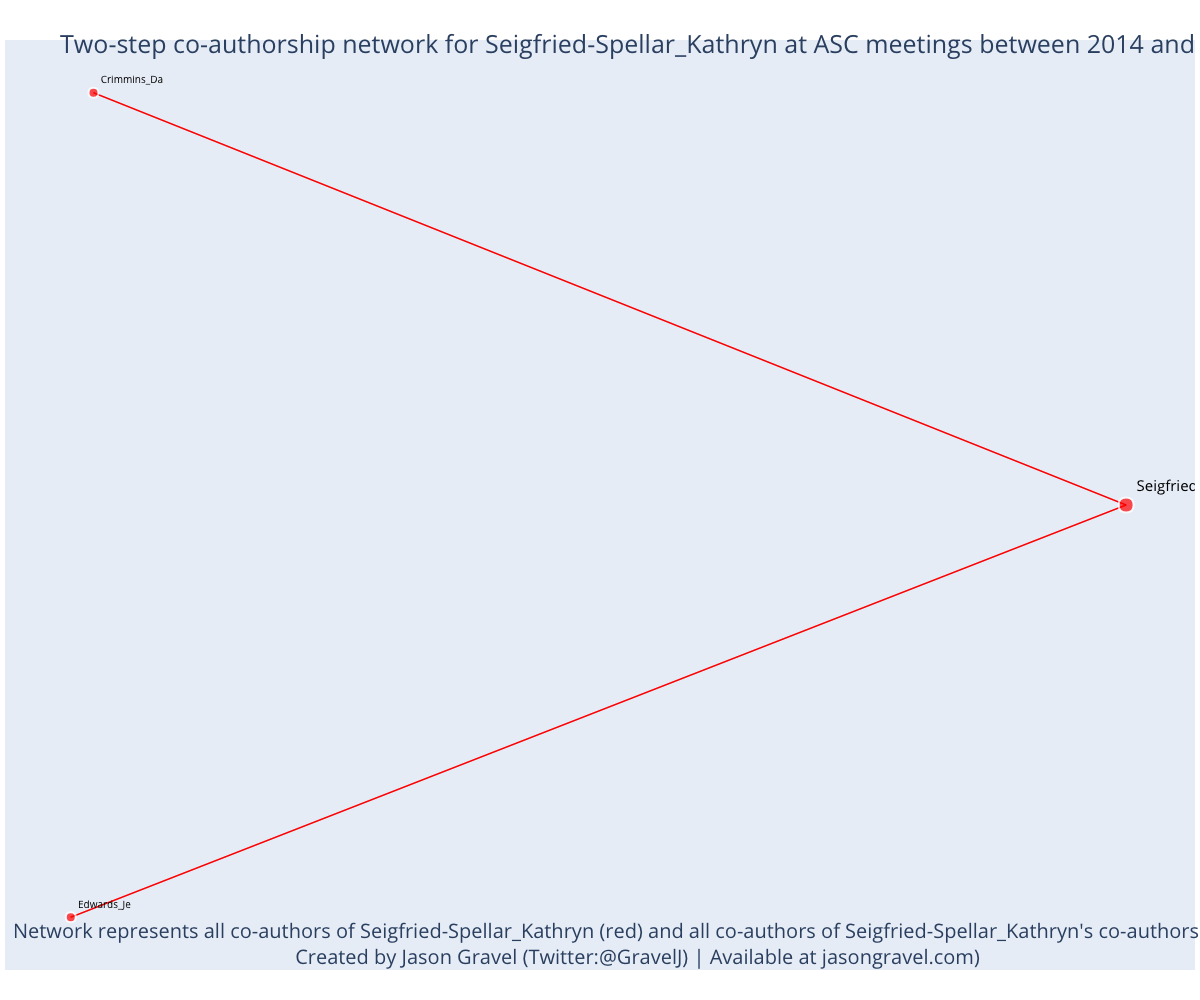 Two-step co-authorship network for Seigfried-Spellar_Kathryn at ASC meetings between 2014 and
Crimmins_Da
Seigfried
Edwards_Je
Network represents all co-authors of Seigfried-Spellar_Kathryn (red) and all co-authors of Seigfried-Spellar_Kathryn's co-authors
Created by Jason Gravel (Twitter:@GravelJ) | Available at jasongravel.com)